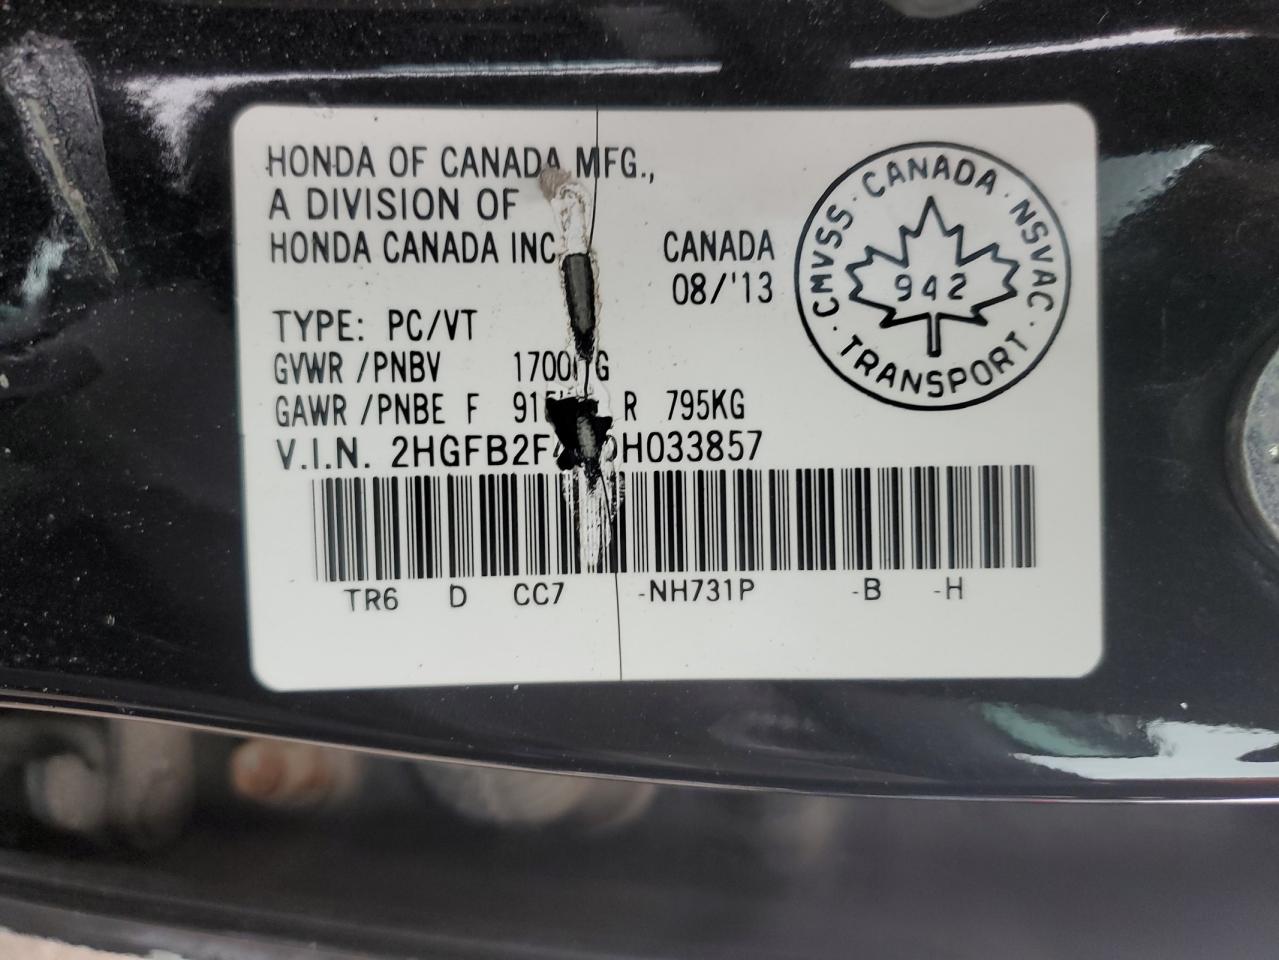 HONDA OF CANADA MFG.,
A DIVISION OF
HONDA CANADA INC
CANADA
08/'13
CMVSS · CANADA · NSVAC · TRANSPORT ·
942
TYPE: PC/VT
GVWR /PNBV
GAWR /PNBE F R 795KG
V.I.N.
TR6 D CC7 -NH731P -B -H